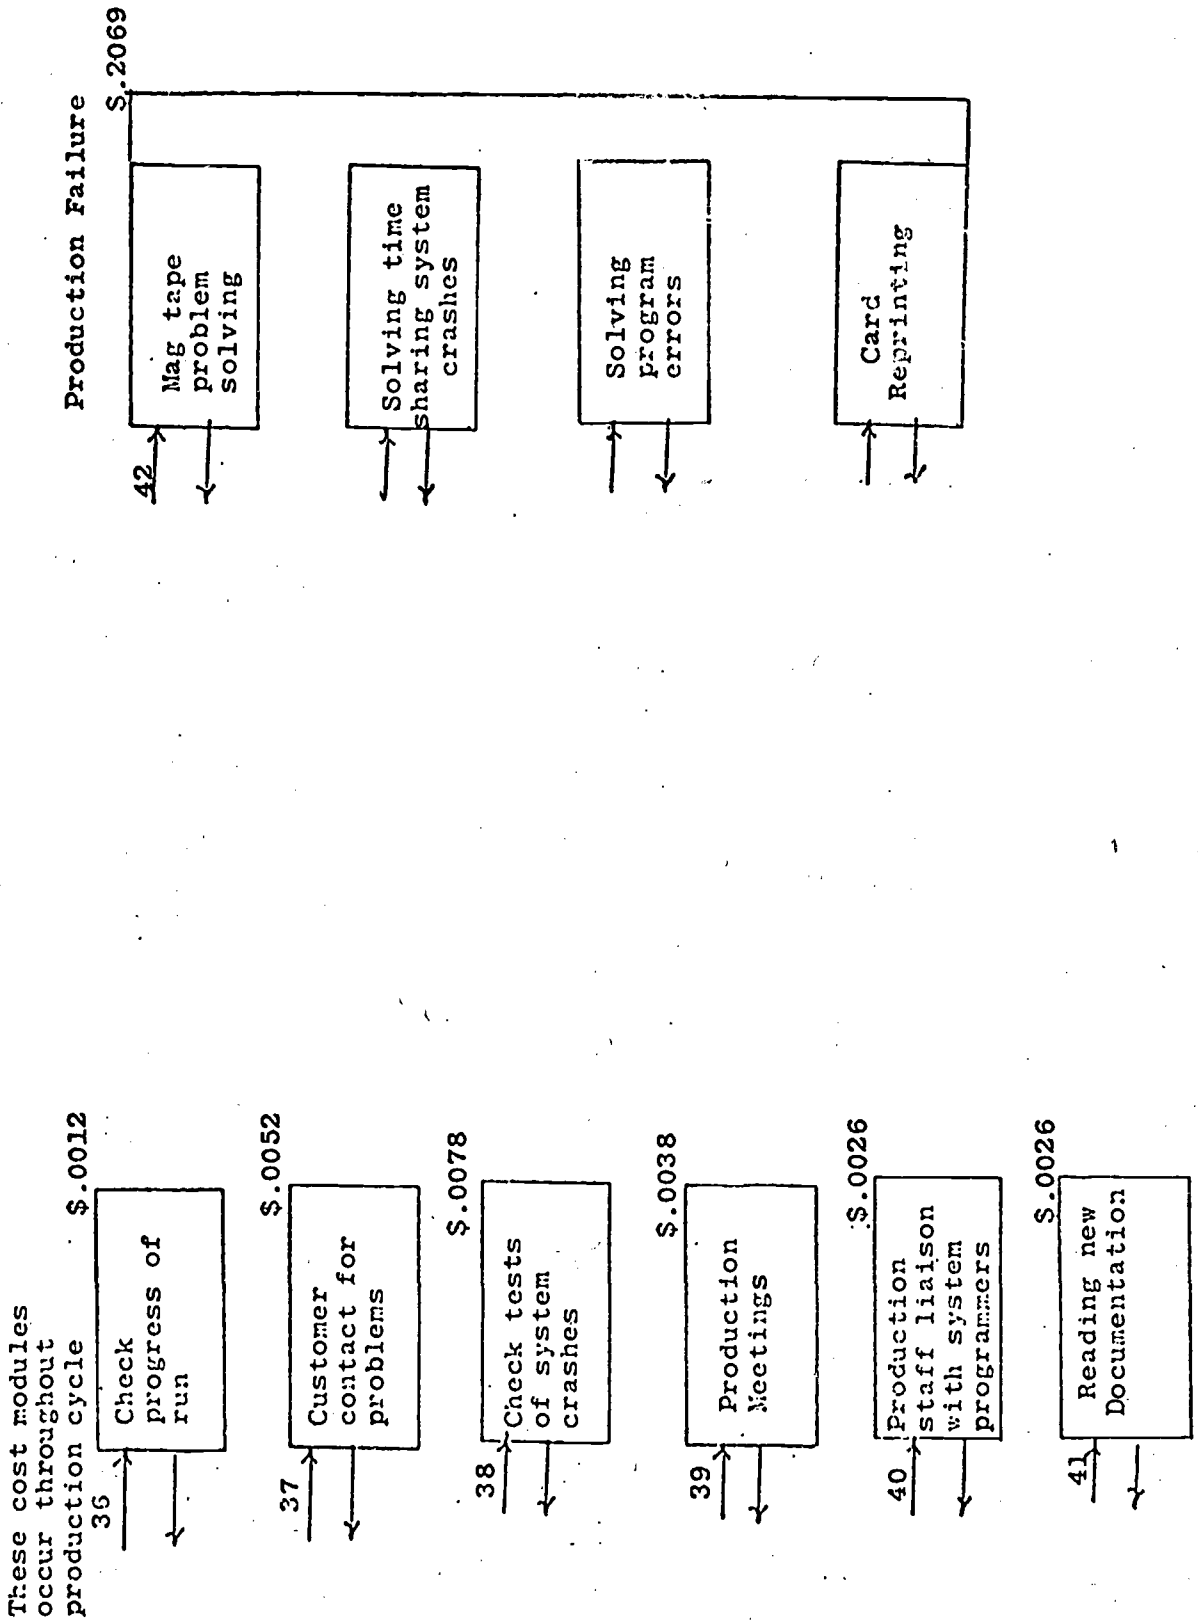 These cost modules
occur throughout
production cycle
36
$.0012
Check
progress of
run
37
$.0052
Customer
contact for
problems
38
$.0078
Check tests
of system
crashes
39
$.0038
Production
Meetings
40
$.0026
Production
staff liaison
with system
programmers
41
$.0026
Reading new
Documentation
Production Failure
$.2069
42
Mag tape
problem
solving
Solving time
sharing system
crashes
Solving
program
errors
Card
Reprinting